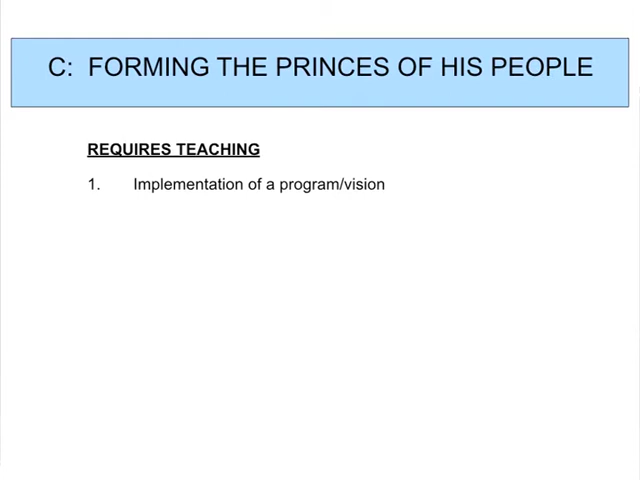 C: FORMING THE PRINCES OF HIS PEOPLE
REQUIRES TEACHING
1. Implementation of a program/vision